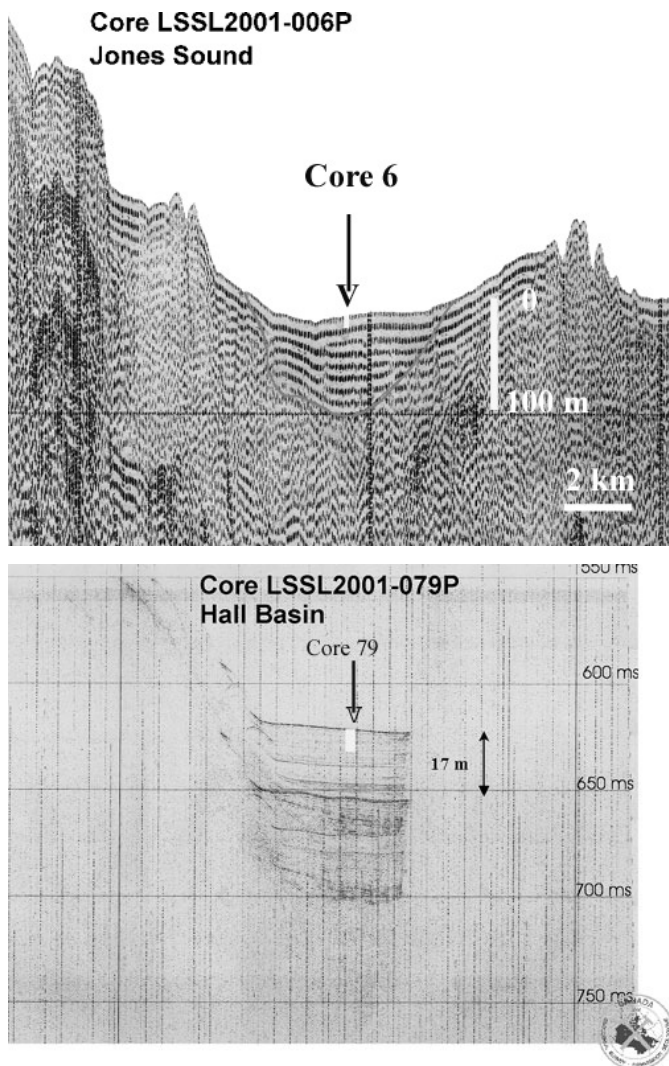 Core LSSL2001-006P
Jones Sound
Core 6
0
100 m
2 km
Core LSSL2001-079P
Hall Basin
Core 79
550 ms
600 ms
17 m
650 ms
700 ms
750 ms
CANADA